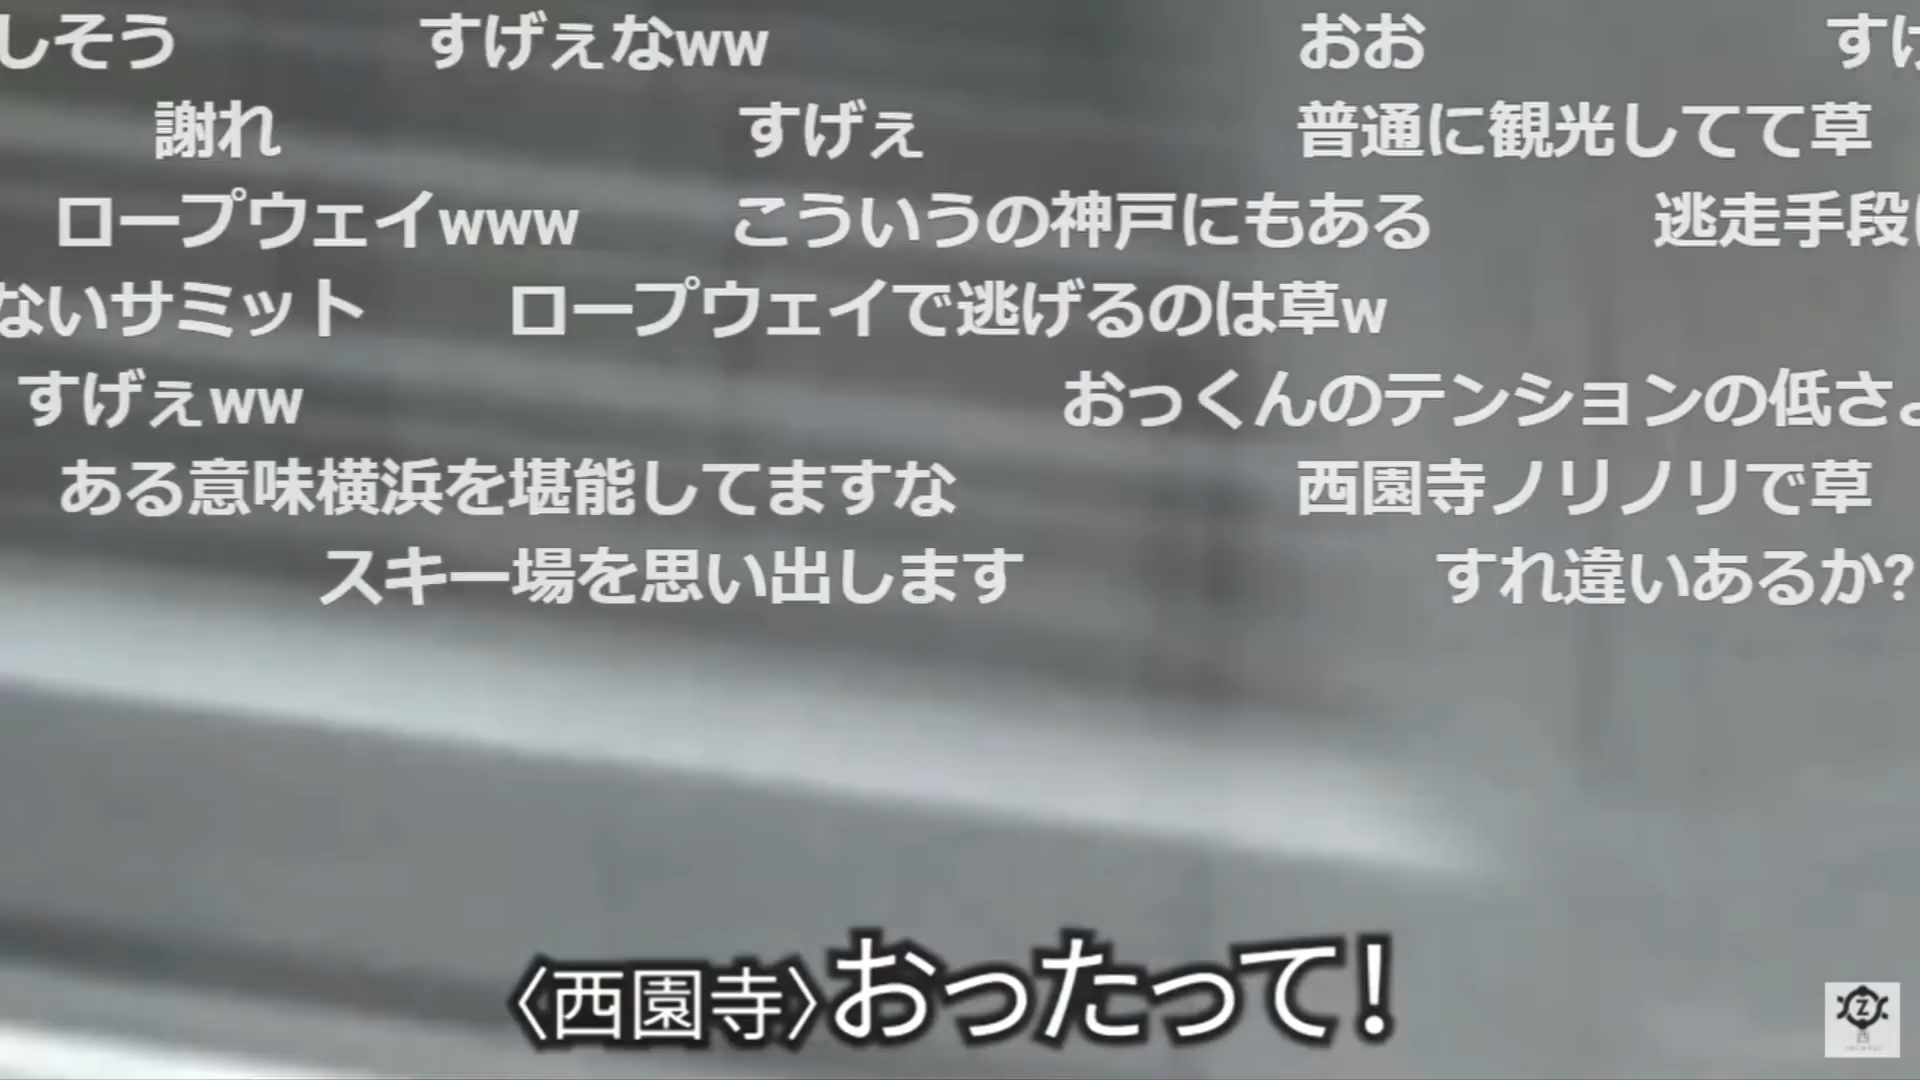 しそう すげぇなww おお すげ
謝れ すげぇ 普通に観光してて草
ロープウェイwww こういうの神戸にもある 逃走手段
ないサミット ロープウェイで逃げるのは草w
すげぇww おっくんのテンションの低さよ
ある意味横浜を堪能してますな 西園寺ノリノリで草
スキー場を思い出します すれ違いあるか?
〈西園寺〉おったって!
Z
西